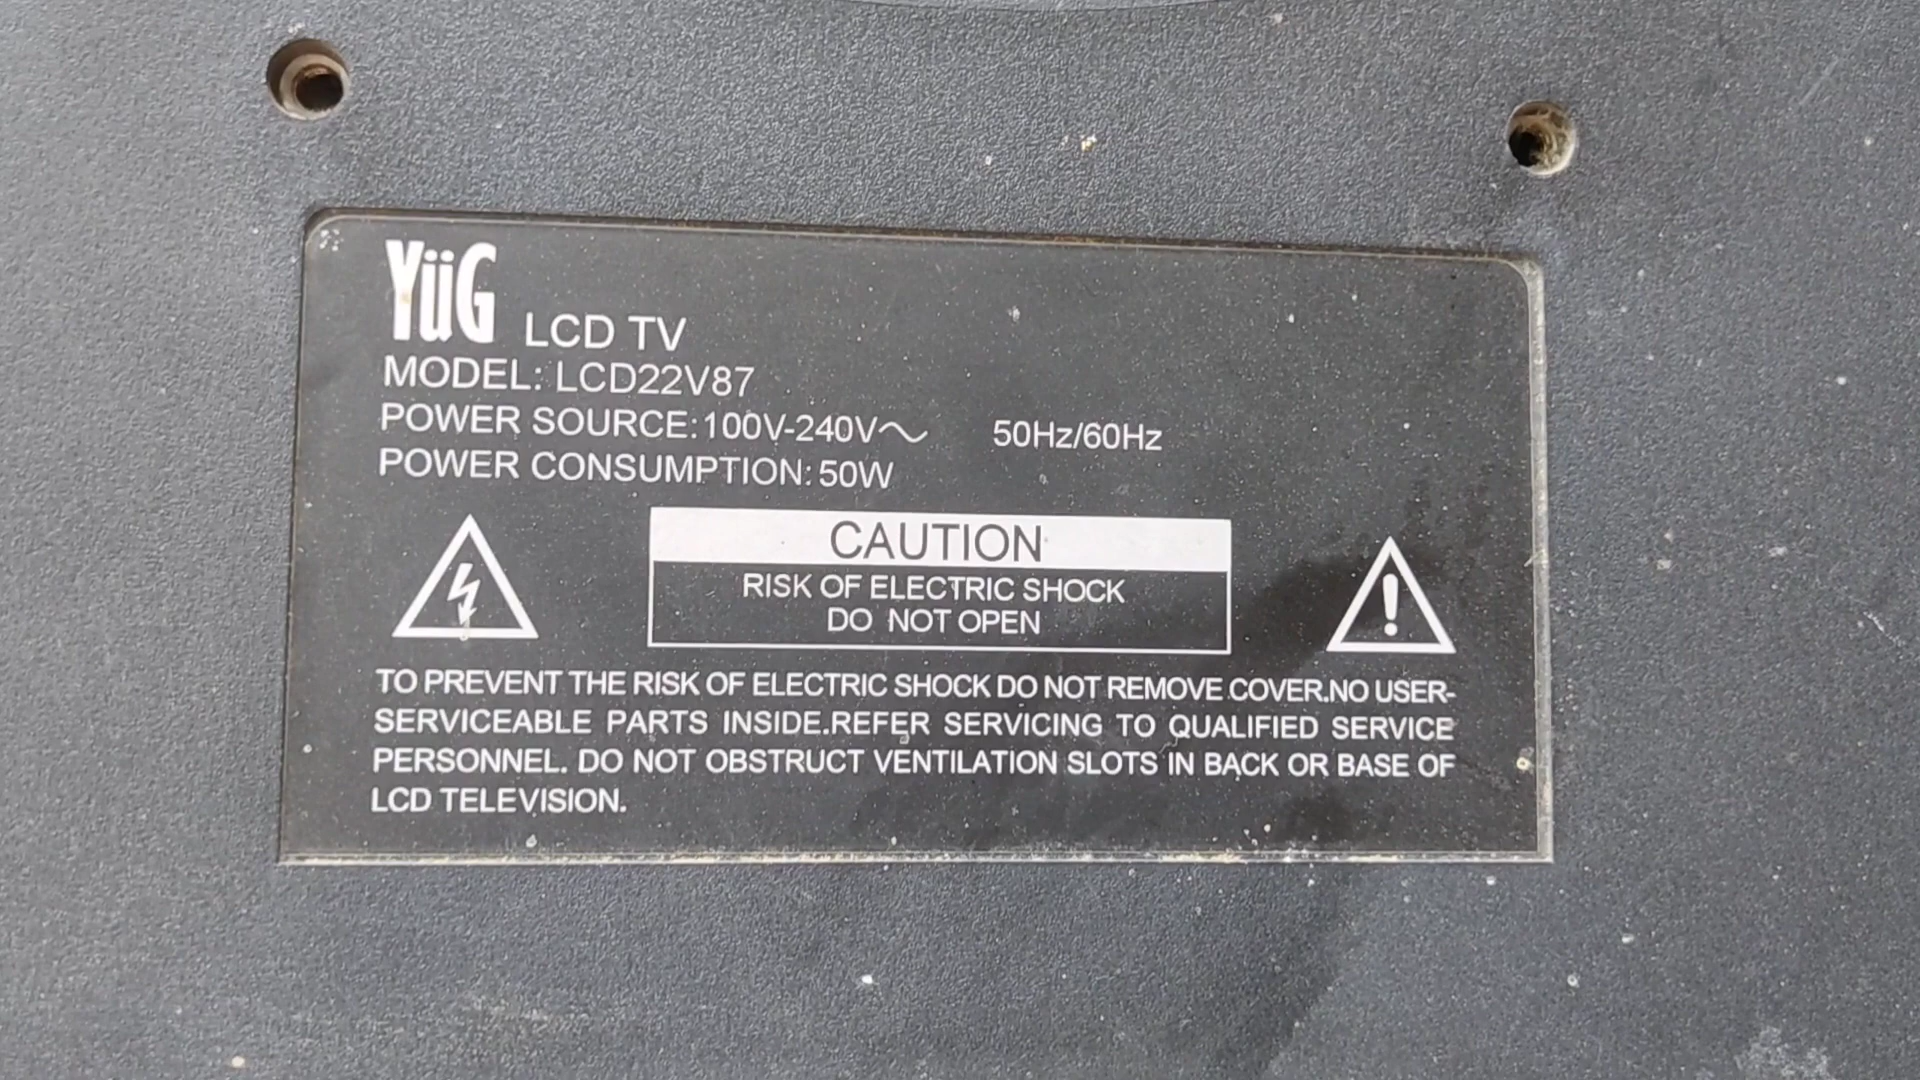 YüG LCD TV
MODEL: LCD22V87
POWER SOURCE:100V-240V～ 50Hz/60Hz
POWER CONSUMPTION:50W
CAUTION
RISK OF ELECTRIC SHOCK
DO NOT OPEN
TO PREVENT THE RISK OF ELECTRIC SHOCK DO NOT REMOVE COVER.NO USER-
SERVICEABLE PARTS INSIDE.REFER SERVICING TO QUALIFIED SERVICE
PERSONNEL. DO NOT OBSTRUCT VENTILATION SLOTS IN BACK OR BASE OF
LCD TELEVISION.